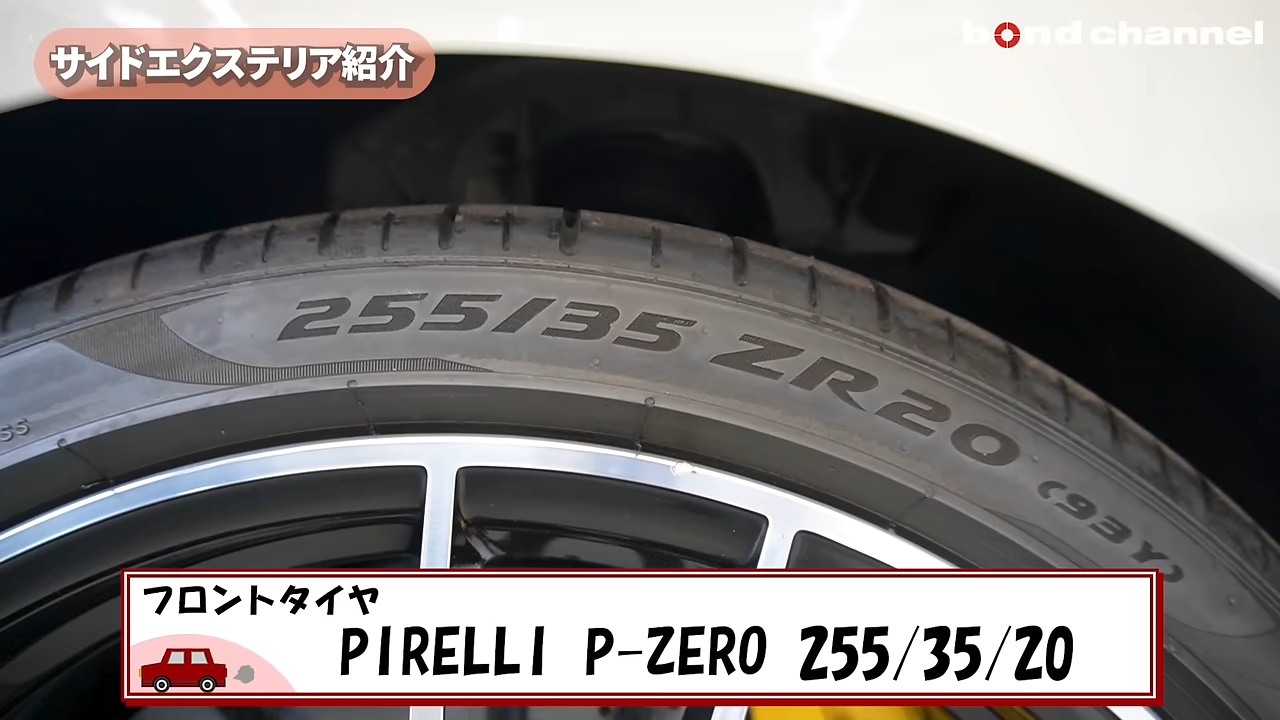 サイドエクステリア紹介
bond channel
255/35 ZR20 (93Y)
SS
フロントタイヤ
PIRELLI P-ZERO 255/35/20